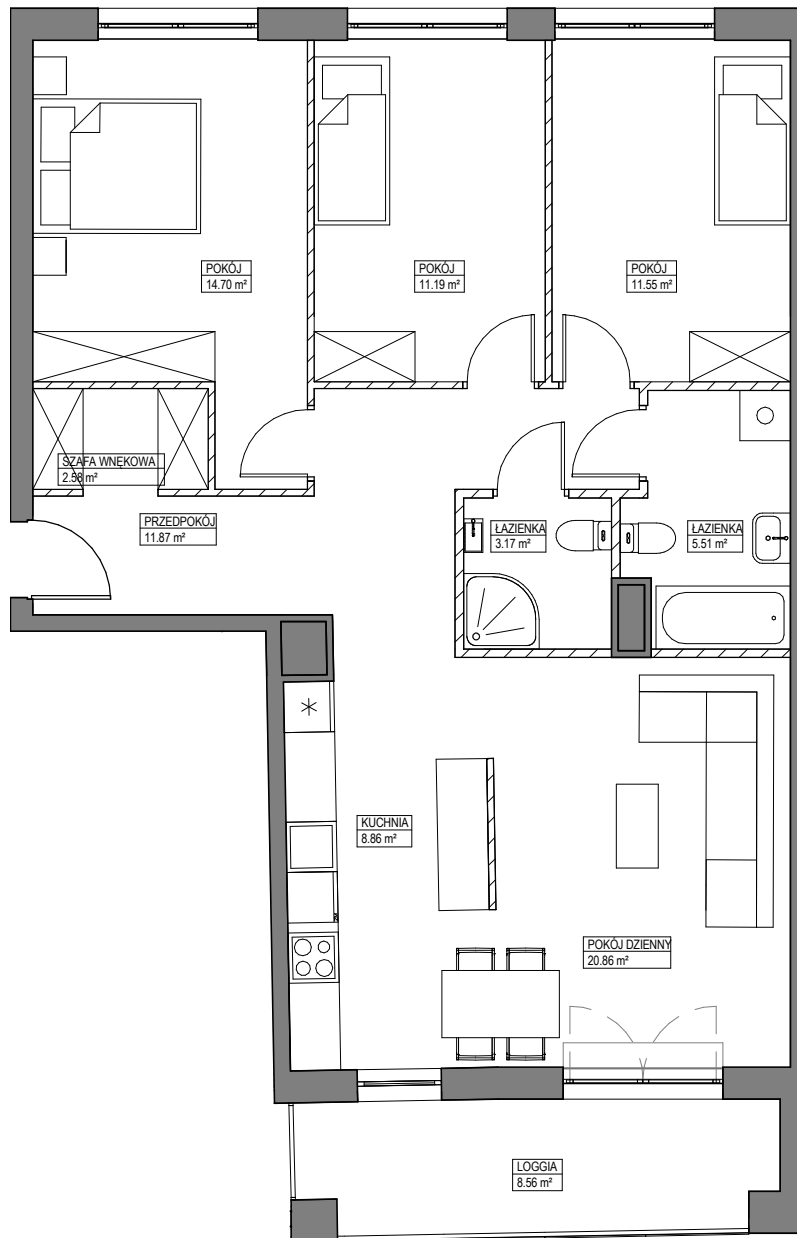 POKÓJ
14.70 m²
POKÓJ
11.19 m²
POKÓJ
11.55 m²
SZAFA WNĘKOWA
2.58 m²
PRZEDPOKÓJ
11.87 m²
ŁAZIENKA
3.17 m²
ŁAZIENKA
5.51 m²
KUCHNIA
8.86 m²
POKÓJ DZIENNY
20.86 m²
LOGGIA
8.56 m²